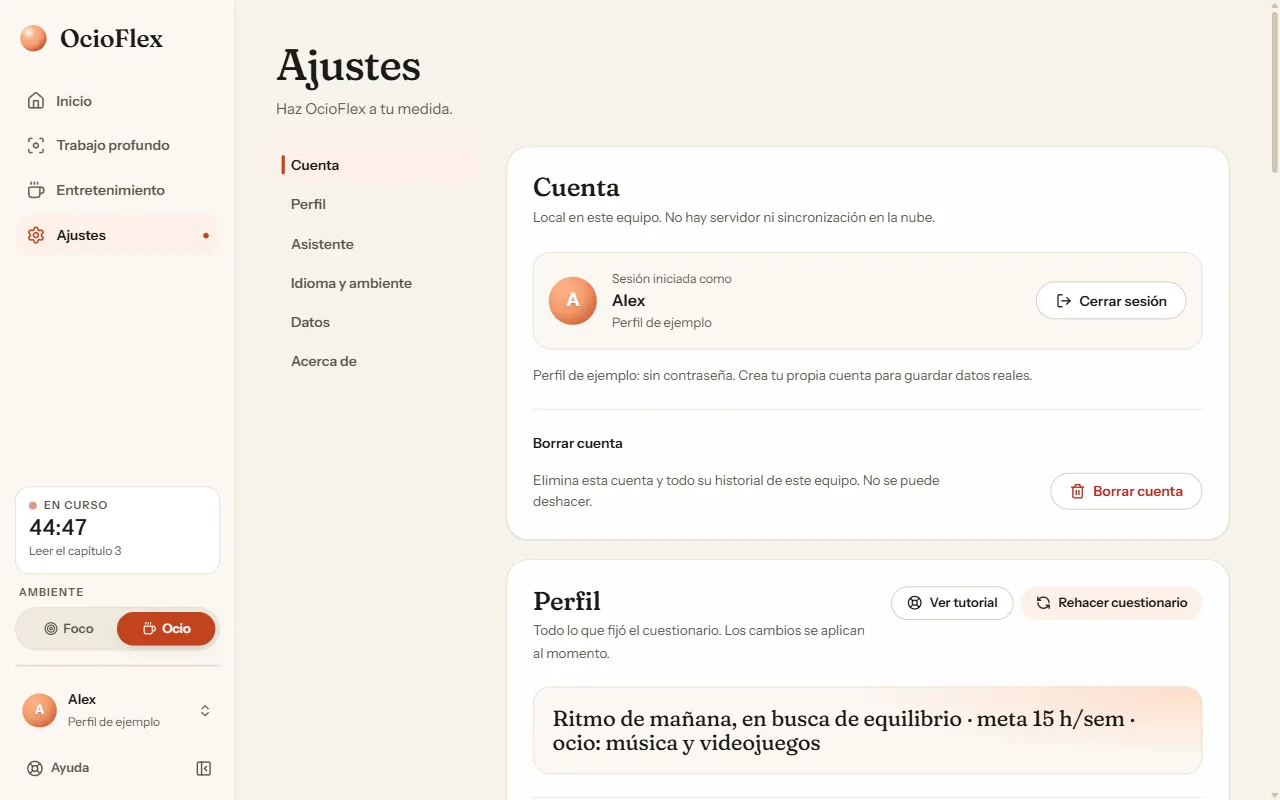 OcioFlex
Inicio
Trabajo profundo
Entretenimiento
Ajustes
EN CURSO
44:47
Leer el capítulo 3
AMBIENTE
Foco
Ocio
A
Alex
Perfil de ejemplo
Ayuda
Ajustes
Haz OcioFlex a tu medida.
Cuenta
Perfil
Asistente
Idioma y ambiente
Datos
Acerca de
Cuenta
Local en este equipo. No hay servidor ni sincronización en la nube.
A
Sesión iniciada como
Alex
Perfil de ejemplo
Cerrar sesión
Perfil de ejemplo: sin contraseña. Crea tu propia cuenta para guardar datos reales.
Borrar cuenta
Elimina esta cuenta y todo su historial de este equipo. No se puede
deshacer.
Borrar cuenta
Perfil
Todo lo que fijó el cuestionario. Los cambios se aplican
al momento.
Ver tutorial
Rehacer cuestionario
Ritmo de mañana, en busca de equilibrio · meta 15 h/sem ·
ocio: música y videojuegos